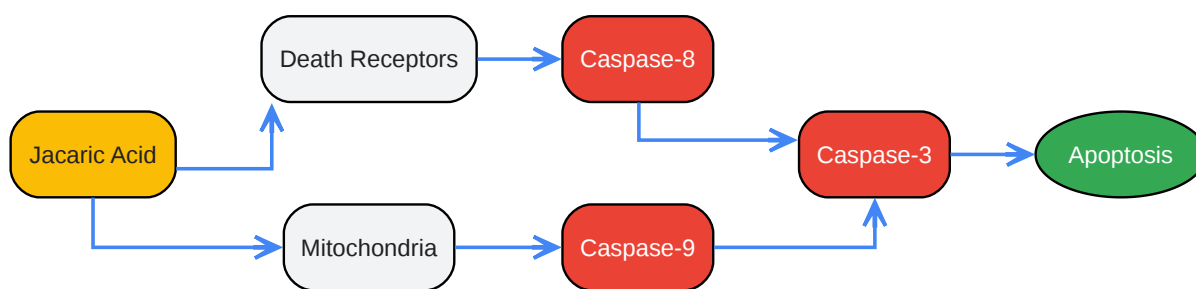 Death Receptors
Caspase-8
Jacaric Acid
Caspase-3
Apoptosis
Mitochondria
Caspase-9